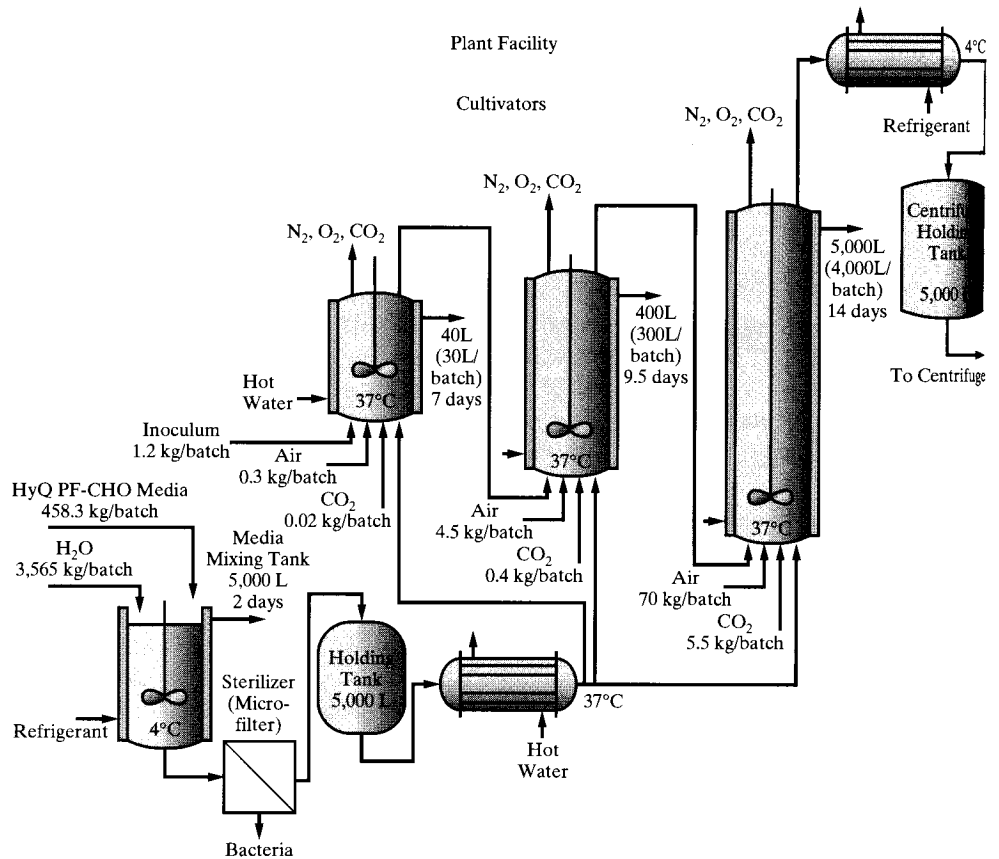 Plant Facility
Cultivators
4°C
Refrigerant
N₂, O₂, CO₂
N₂, O₂, CO₂
N₂, O₂, CO₂
Holding
Tank
5,000
To Centrifuge
5,000L
(4,000L/
batch)
14 days
400L
(300L/
batch)
9.5 days
40L
(30L/
batch)
7 days
Hot
Water
37°C
37°C
37°C
Inoculum
1.2 kg/batch
Air
0.3 kg/batch
CO₂
0.02 kg/batch
Air
4.5 kg/batch
CO₂
0.4 kg/batch
Air
70 kg/batch
CO₂
5.5 kg/batch
HyQ PF-CHO Media
458.3 kg/batch
H₂O
3,565 kg/batch
Media
Mixing Tank
5,000 L
2 days
Refrigerant
4°C
Sterilizer
(Micro-
filter)
Bacteria
Holding
Tank
5,000 L
37°C
Hot
Water